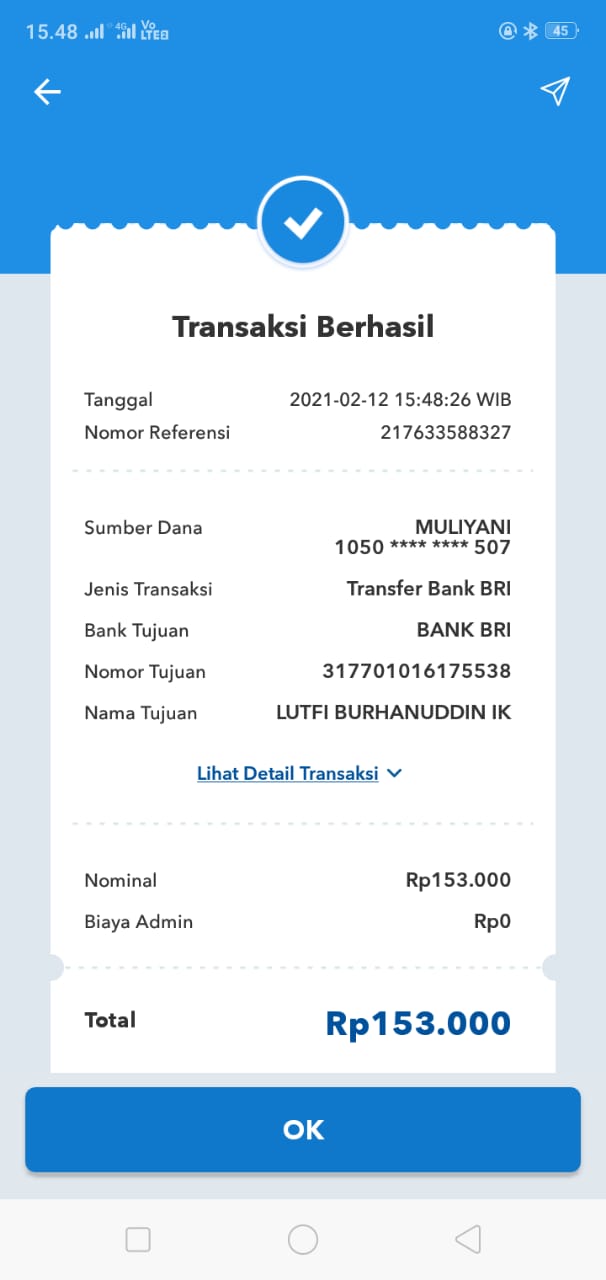 15.48 4G Vo LTE2 45
Transaksi Berhasil
Tanggal 2021-02-12 15:48:26 WIB
Nomor Referensi 217633588327
Sumber Dana MULIYANI
1050 **** **** 507
Jenis Transaksi Transfer Bank BRI
Bank Tujuan BANK BRI
Nomor Tujuan 317701016175538
Nama Tujuan LUTFI BURHANUDDIN IK
Lihat Detail Transaksi
Nominal Rp153.000
Biaya Admin Rp0
Total Rp153.000
OK